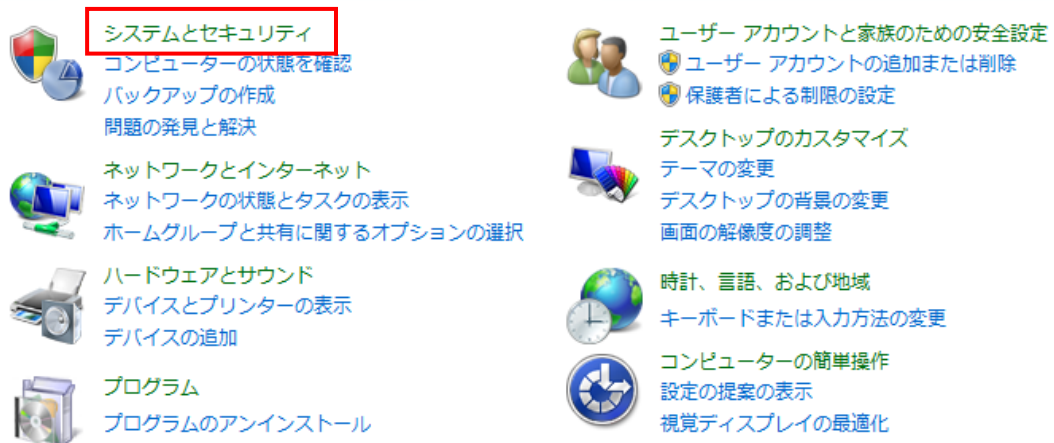 システムとセキュリティ
コンピューターの状態を確認
バックアップの作成
問題の発見と解決
ネットワークとインターネット
ネットワークの状態とタスクの表示
ホームグループと共有に関するオプションの選択
ハードウェアとサウンド
デバイスとプリンターの表示
デバイスの追加
プログラム
プログラムのアンインストール
ユーザー アカウントと家族のための安全設定
ユーザー アカウントの追加または削除
保護者による制限の設定
デスクトップのカスタマイズ
テーマの変更
デスクトップの背景の変更
画面の解像度の調整
時計、言語、および地域
キーボードまたは入力方法の変更
コンピューターの簡単操作
設定の提案の表示
視覚ディスプレイの最適化